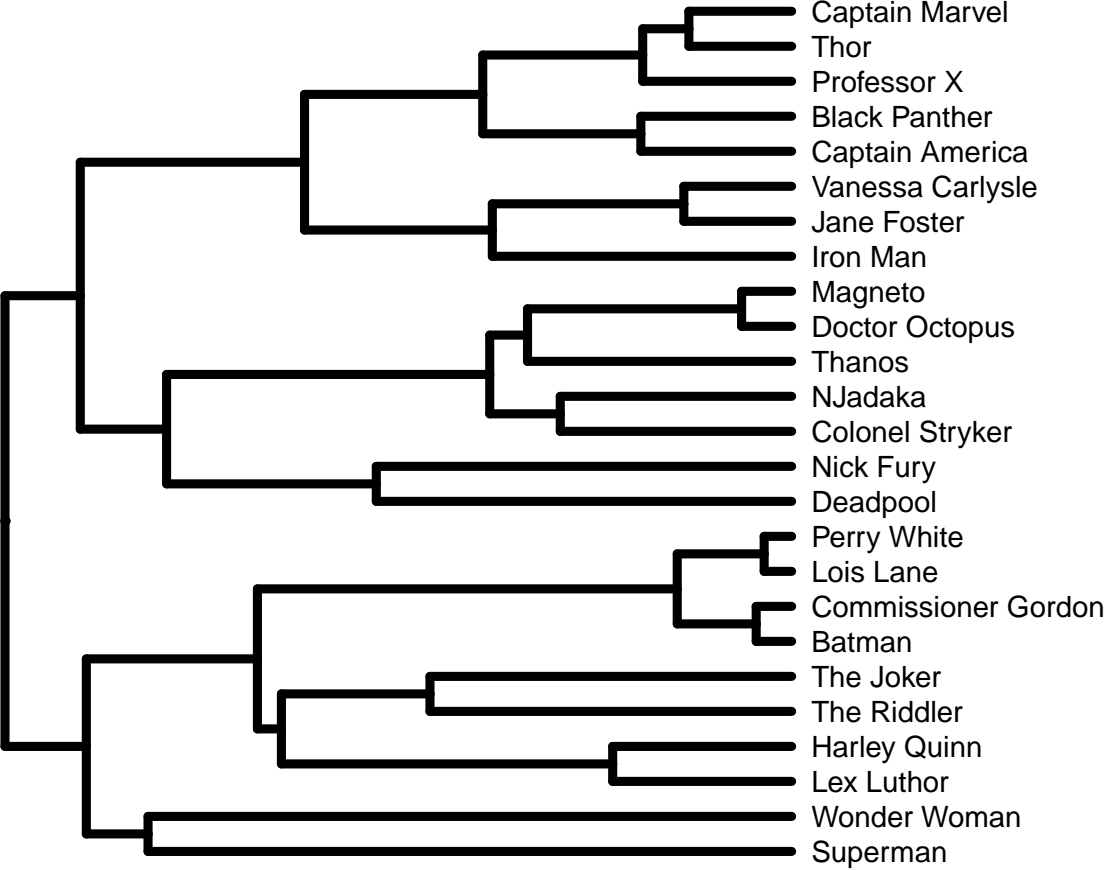 Captain Marvel
Thor
Professor X
Black Panther
Captain America
Vanessa Carlysle
Jane Foster
Iron Man
Magneto
Doctor Octopus
Thanos
NJadaka
Colonel Stryker
Nick Fury
Deadpool
Perry White
Lois Lane
Commissioner Gordon
Batman
The Joker
The Riddler
Harley Quinn
Lex Luthor
Wonder Woman
Superman